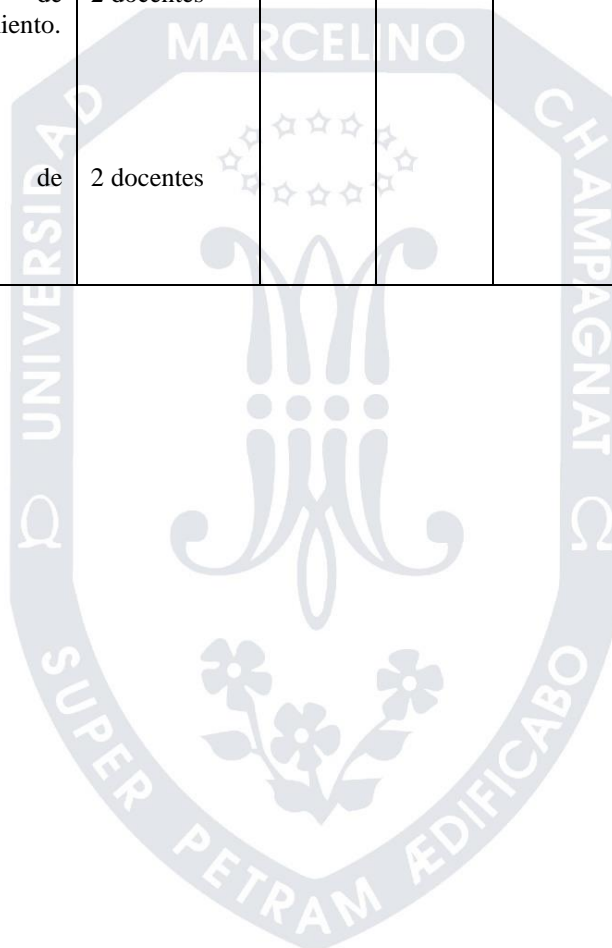 de 2 docentes
iento.
de 2 docentes
UNIVERSIDAD MARCELINO CHAMPAGNAT
Ω Ω
SUPER PETRAM ÆDIFICABO